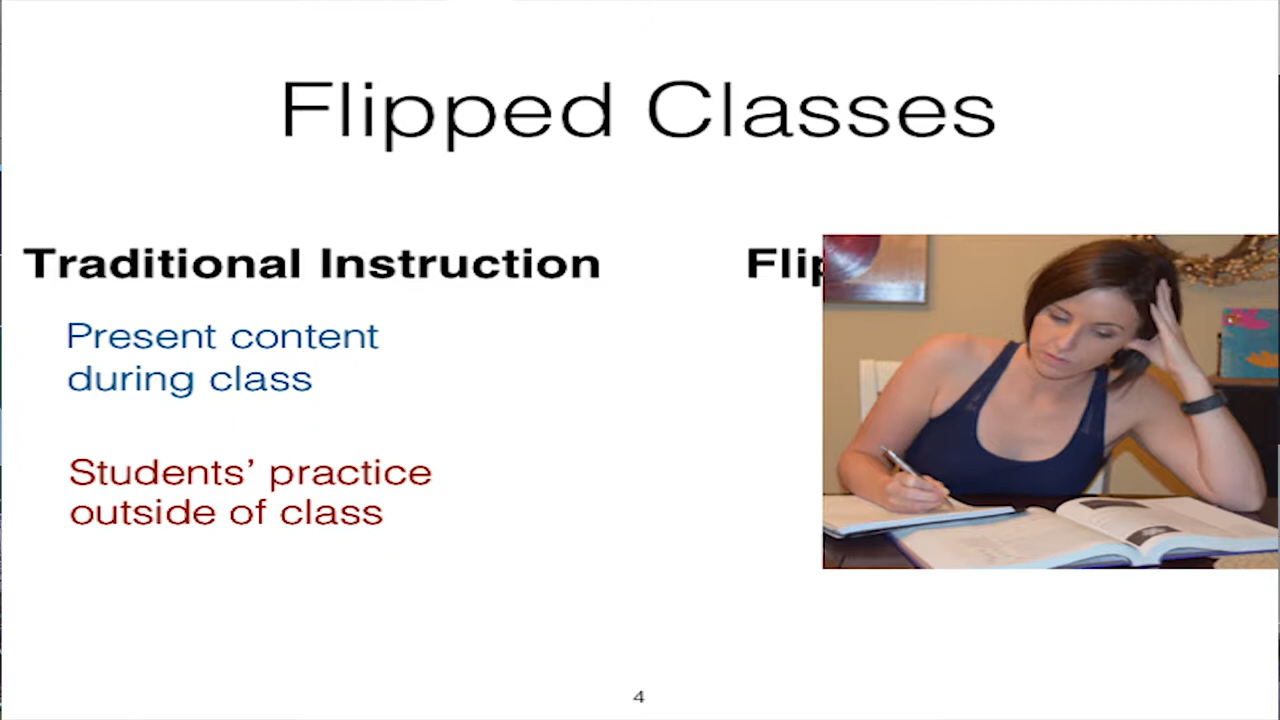 Flipped Classes
Traditional Instruction
Present content
during class
Students’ practice
outside of class
4